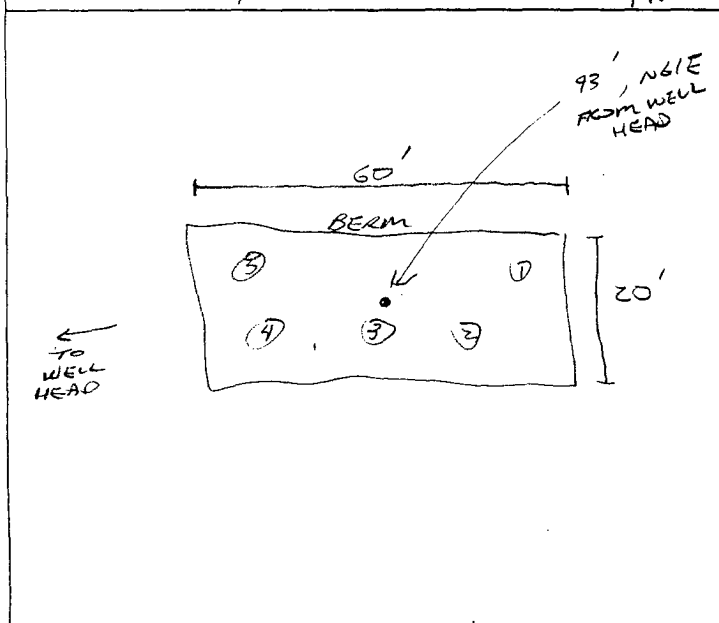 93', N61E
FROM WELL
HEAD
60'
BERM
5
1
20'
4
3
2
TO
WELL
HEAD